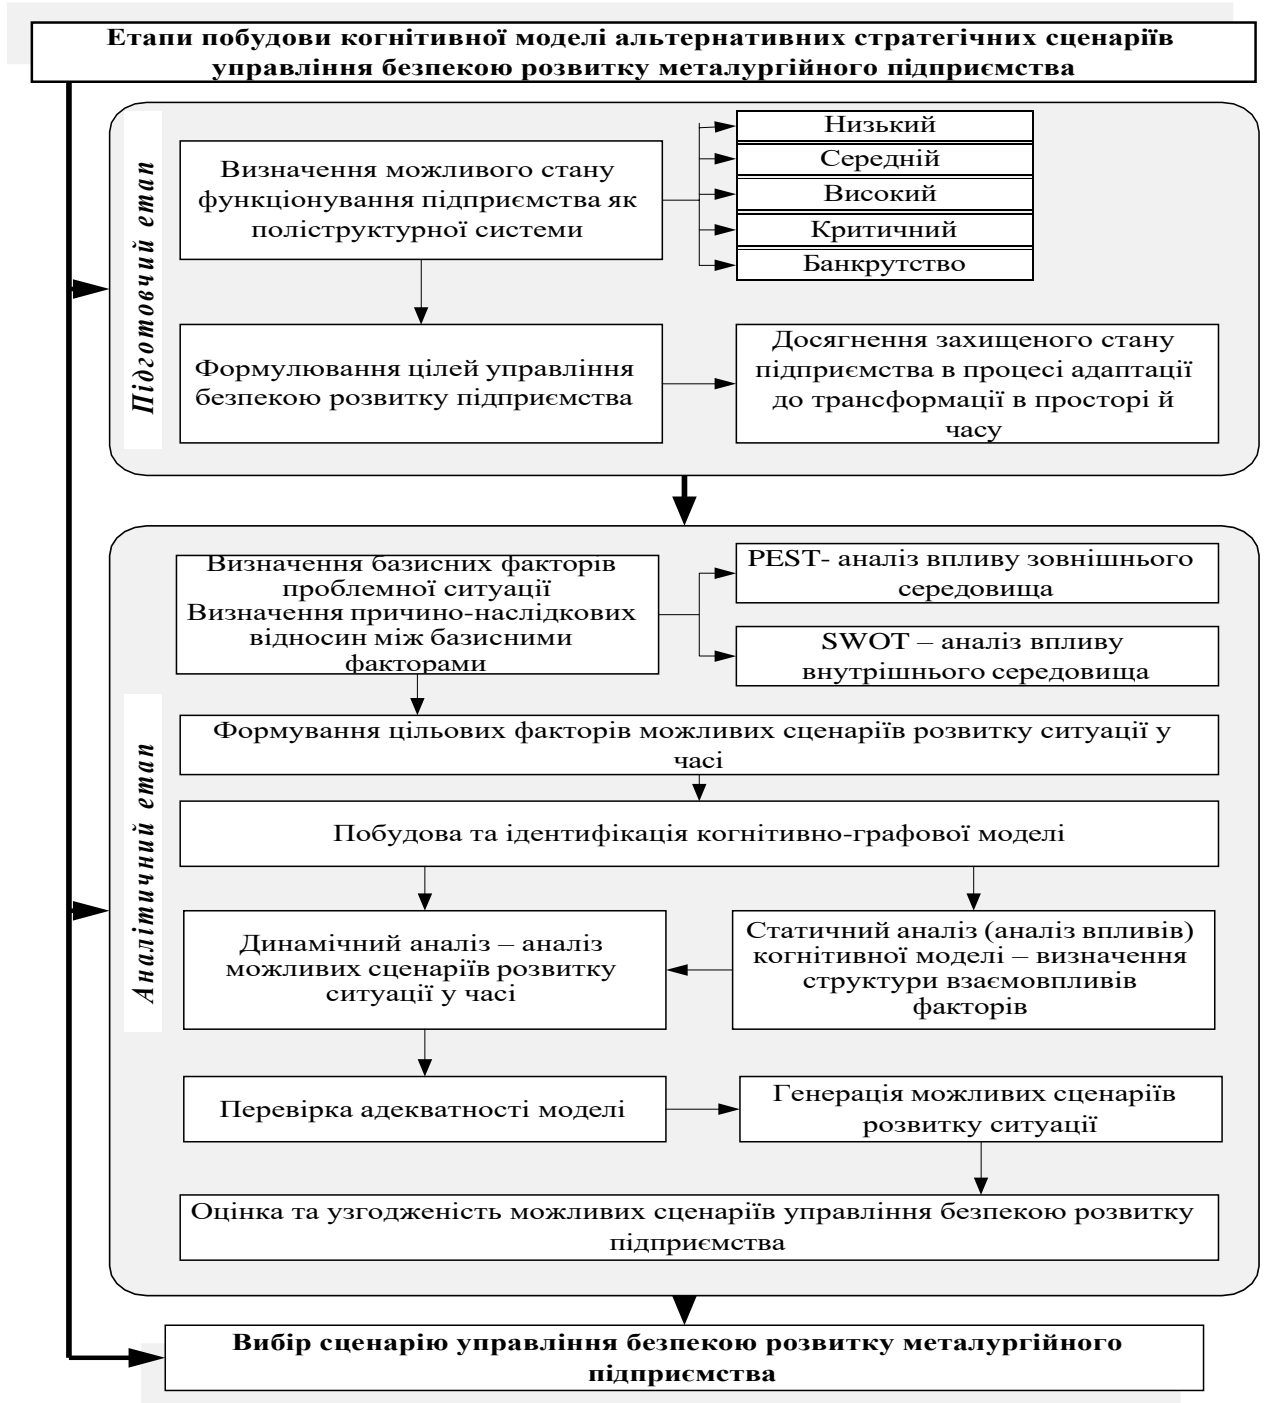 Етапи побудови когнітивної моделі альтернативних стратегічних сценаріїв
управління безпекою розвитку металургійного підприємства
Підготовчий етап
Визначення можливого стану
функціонування підприємства як
поліструктурної системи
Низький
Середній
Високий
Критичний
Банкрутство
Формулювання цілей управління
безпекою розвитку підприємства
Досягнення захищеного стану
підприємства в процесі адаптації
до трансформації в просторі й
часу
Аналітичний етап
Визначення базисних факторів
проблемної ситуації
Визначення причино-наслідкових
відносин між базисними
факторами
PEST- аналіз впливу зовнішнього
середовища
SWOT – аналіз впливу
внутрішнього середовища
Формування цільових факторів можливих сценаріїв розвитку ситуації у
часі
Побудова та ідентифікація когнітивно-графової моделі
Динамічний аналіз – аналіз
можливих сценаріїв розвитку
ситуації у часі
Статичний аналіз (аналіз впливів)
когнітивної моделі – визначення
структури взаємовпливів
факторів
Перевірка адекватності моделі
Генерація можливих сценаріїв
розвитку ситуації
Оцінка та узгодженість можливих сценаріїв управління безпекою розвитку
підприємства
Вибір сценарію управління безпекою розвитку металургійного
підприємства